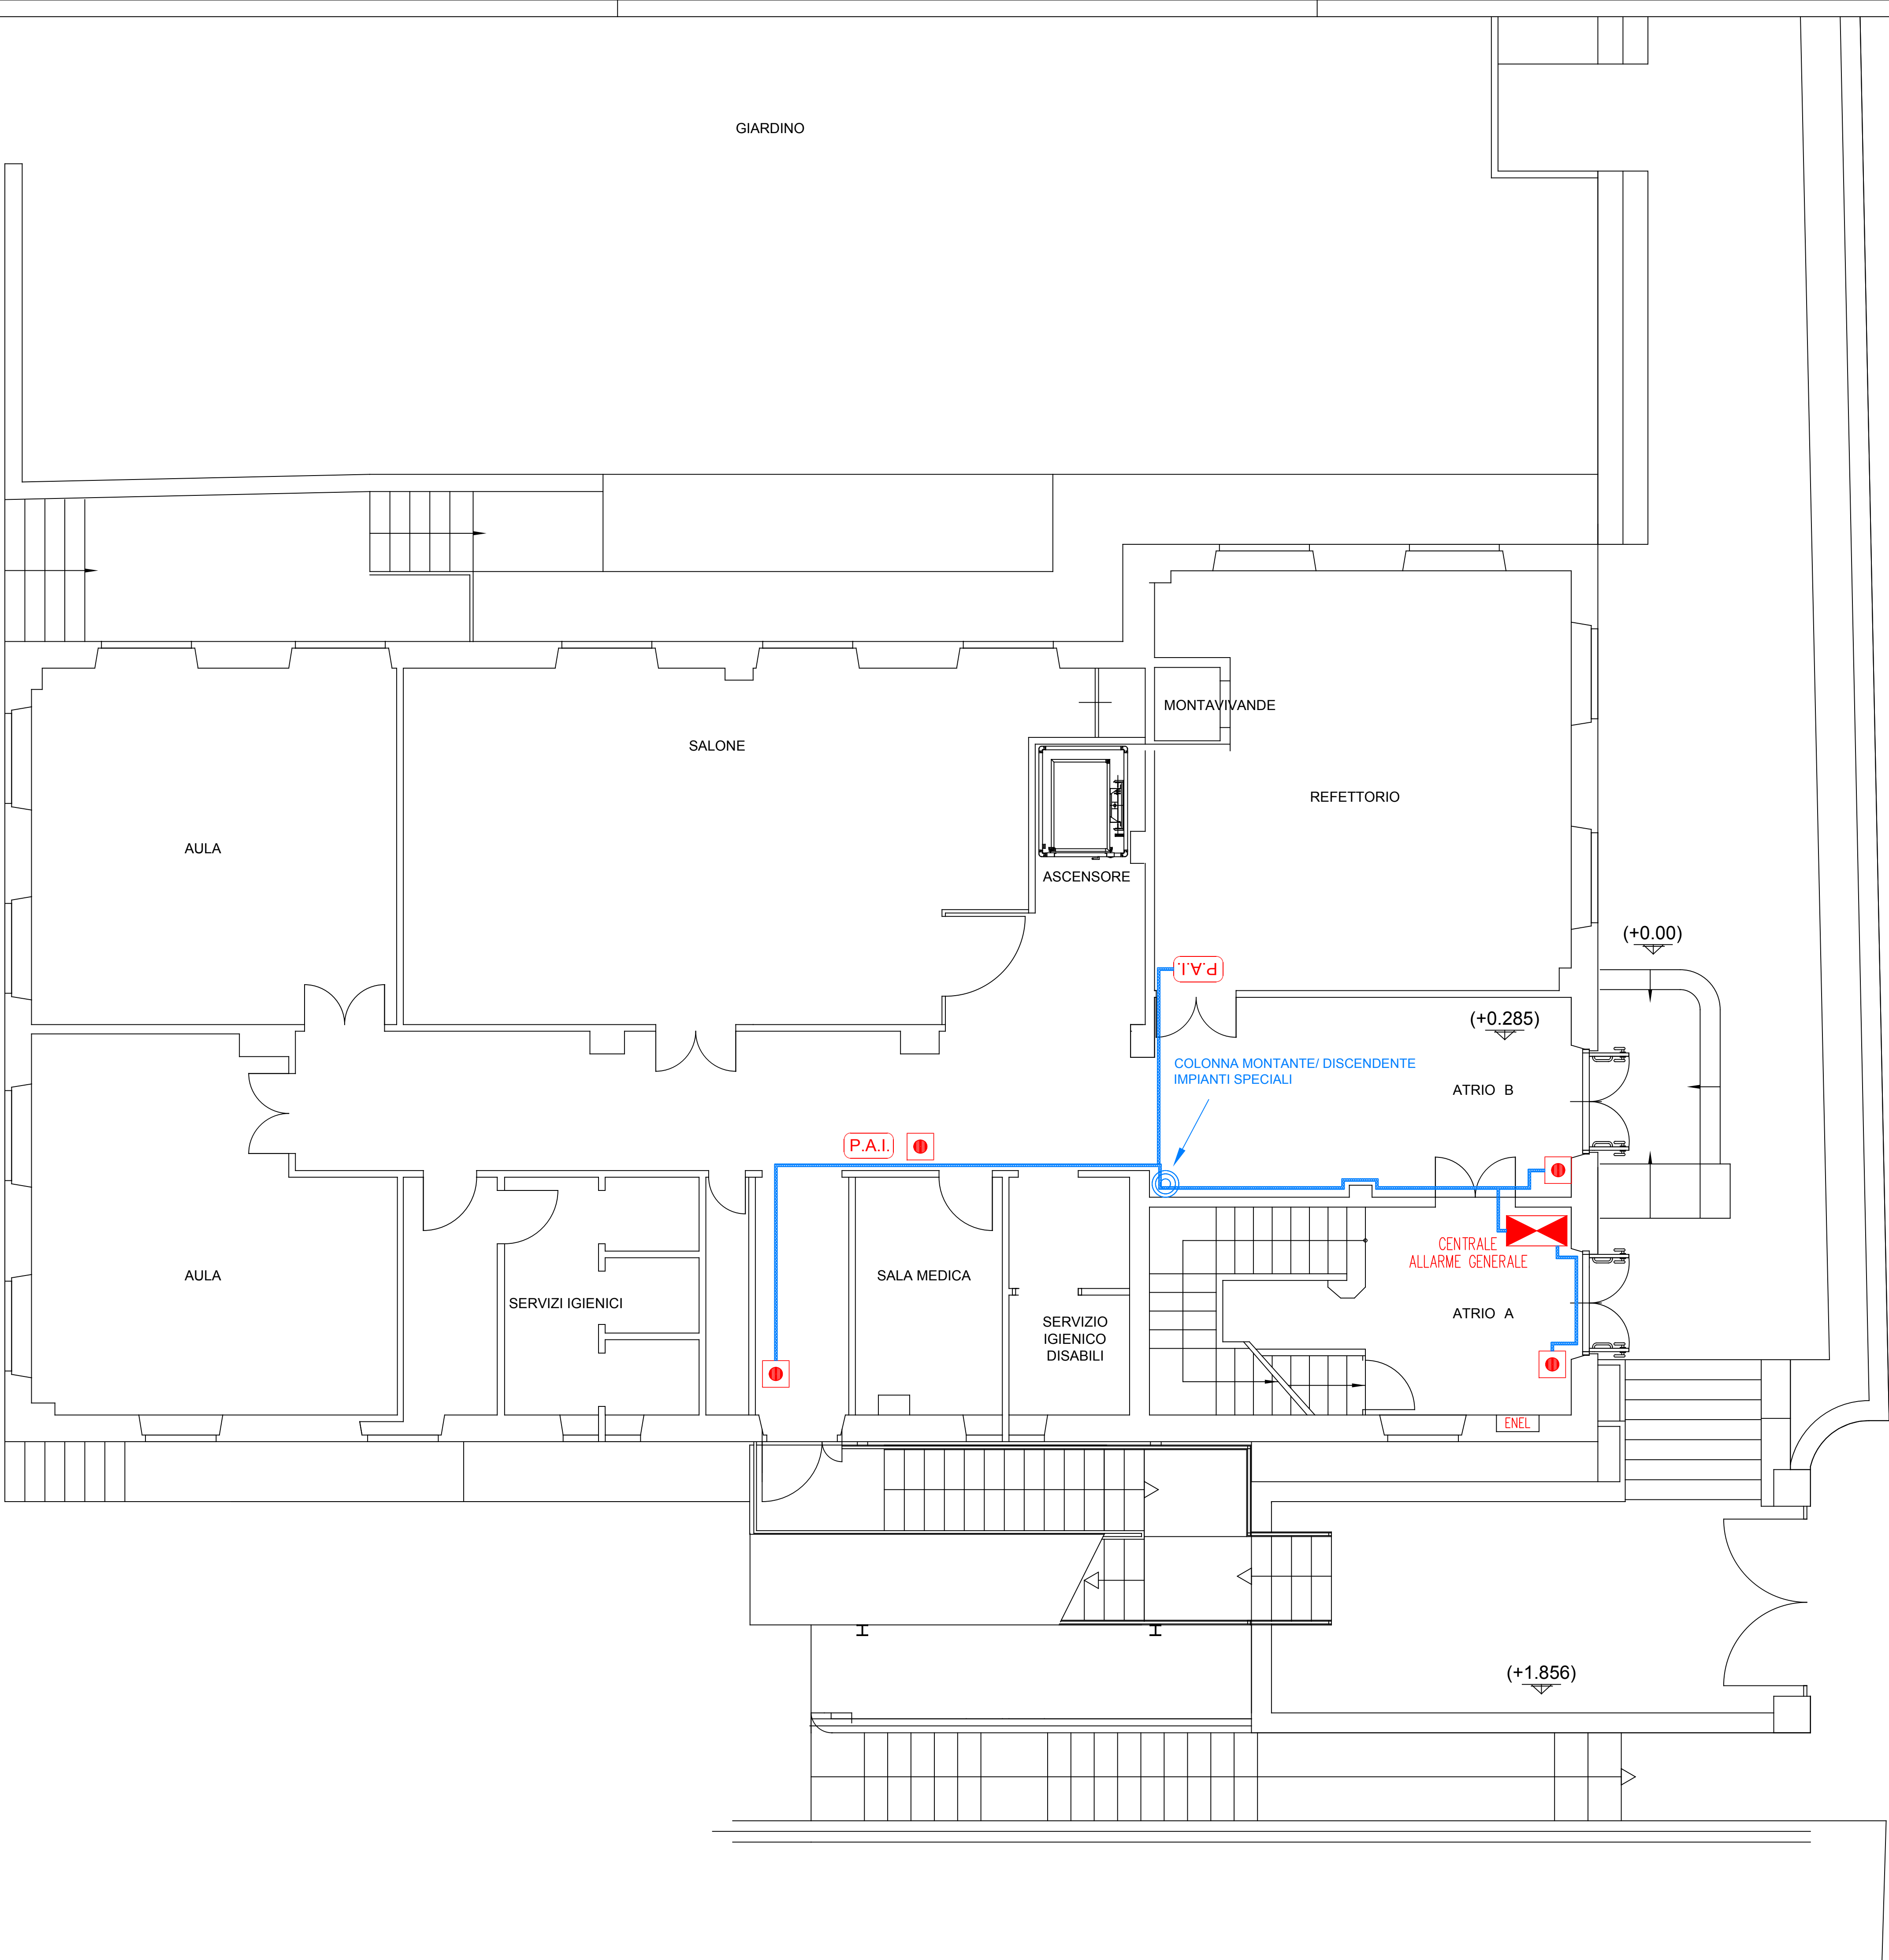 GIARDINO
MONTAVIVANDE
SALONE
REFETTORIO
AULA
ASCENSORE
(+0.00)
P.A.I.
(+0.285)
COLONNA MONTANTE/ DISCENDENTE
IMPIANTI SPECIALI
ATRIO B
P.A.I.
CENTRALE
ALLARME GENERALE
AULA
SALA MEDICA
SERVIZI IGIENICI
ATRIO A
SERVIZIO
IGIENICO
DISABILI
ENEL
(+1.856)